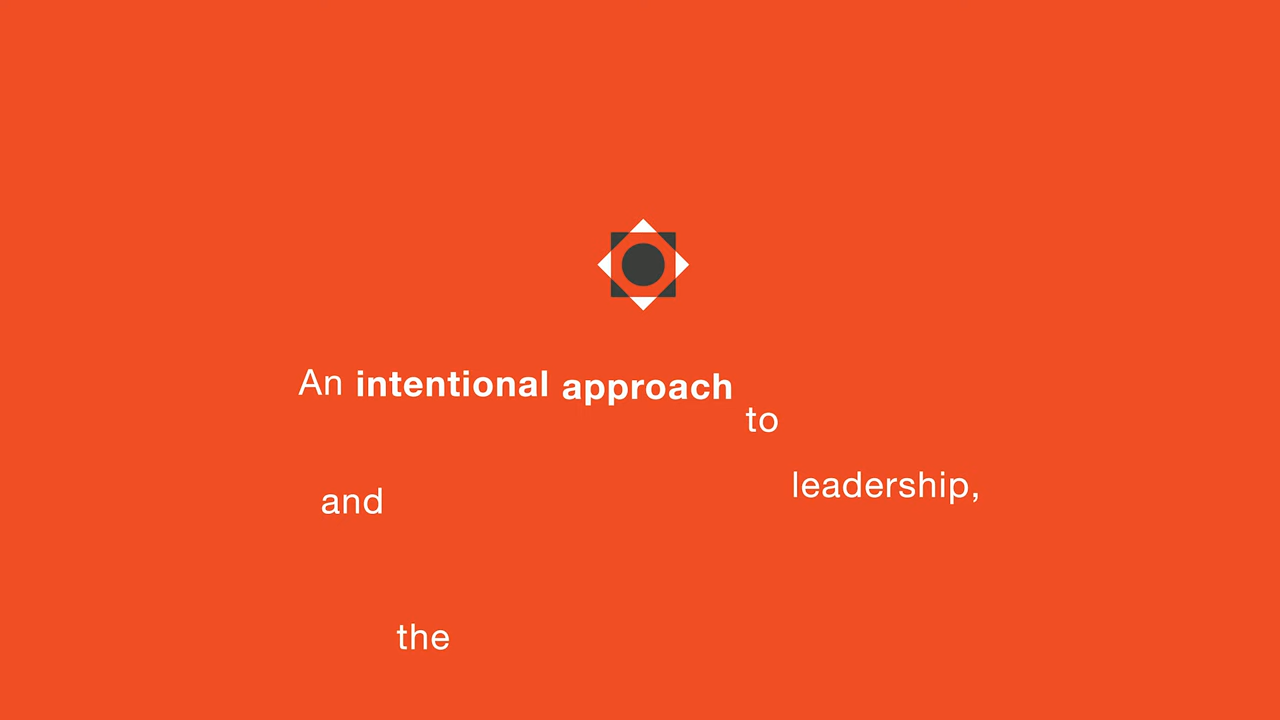 An intentional approach to leadership,
and the